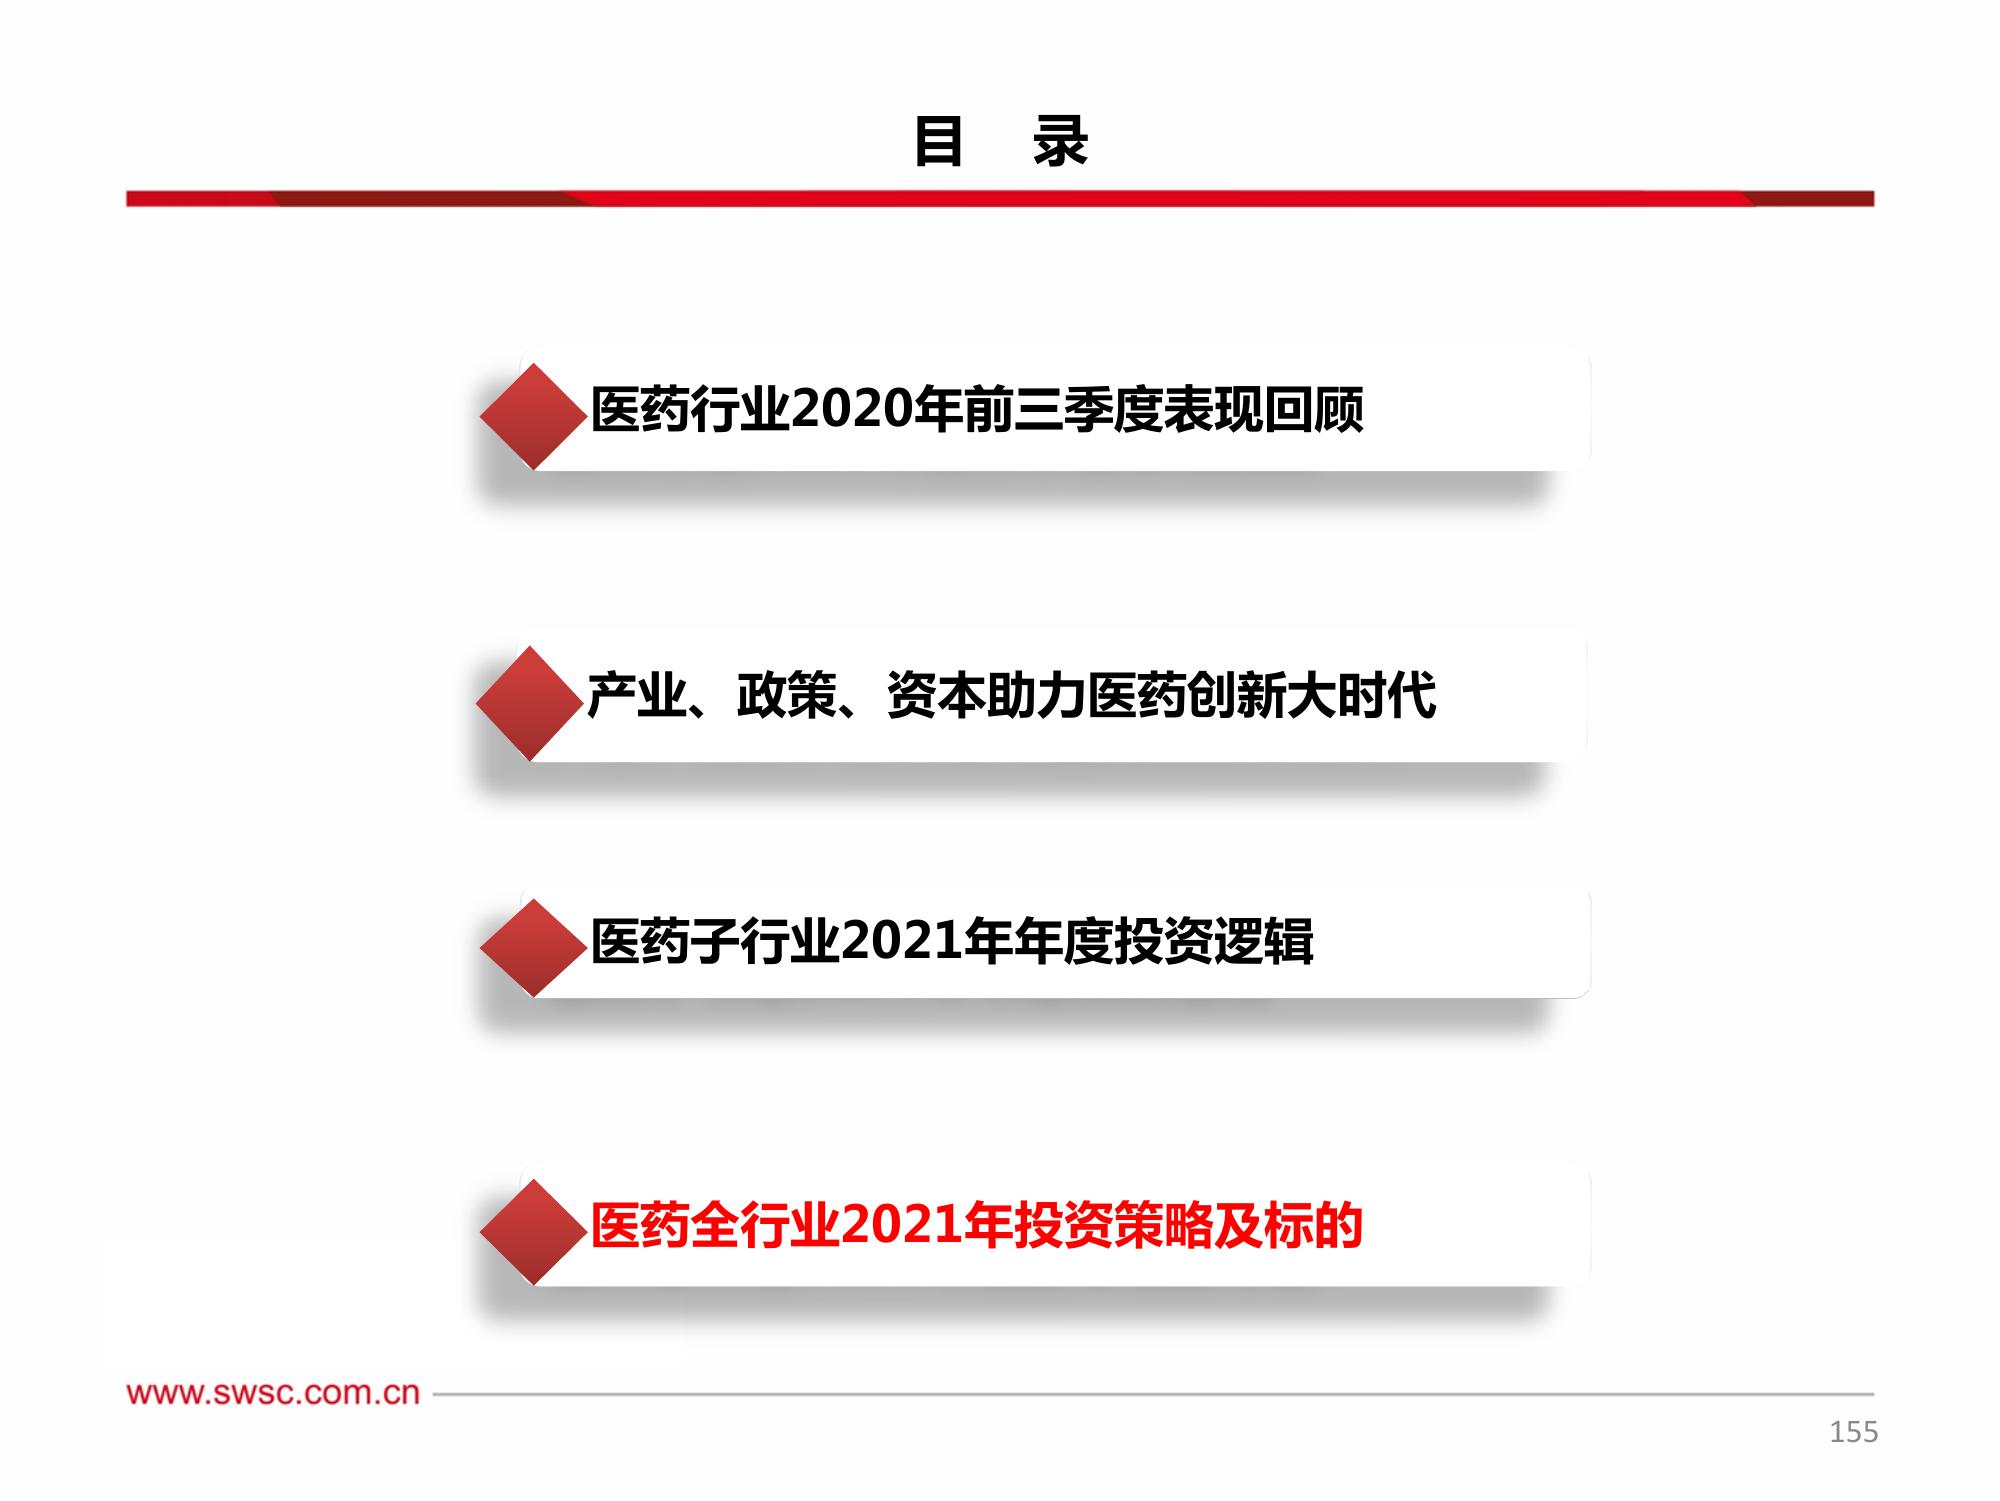 目 录
医药行业2020年前三季度表现回顾
产业、政策、资本助力医药创新大时代
医药子行业2021年年度投资逻辑
医药全行业2021年投资策略及标的
www.swsc.com.cn
155